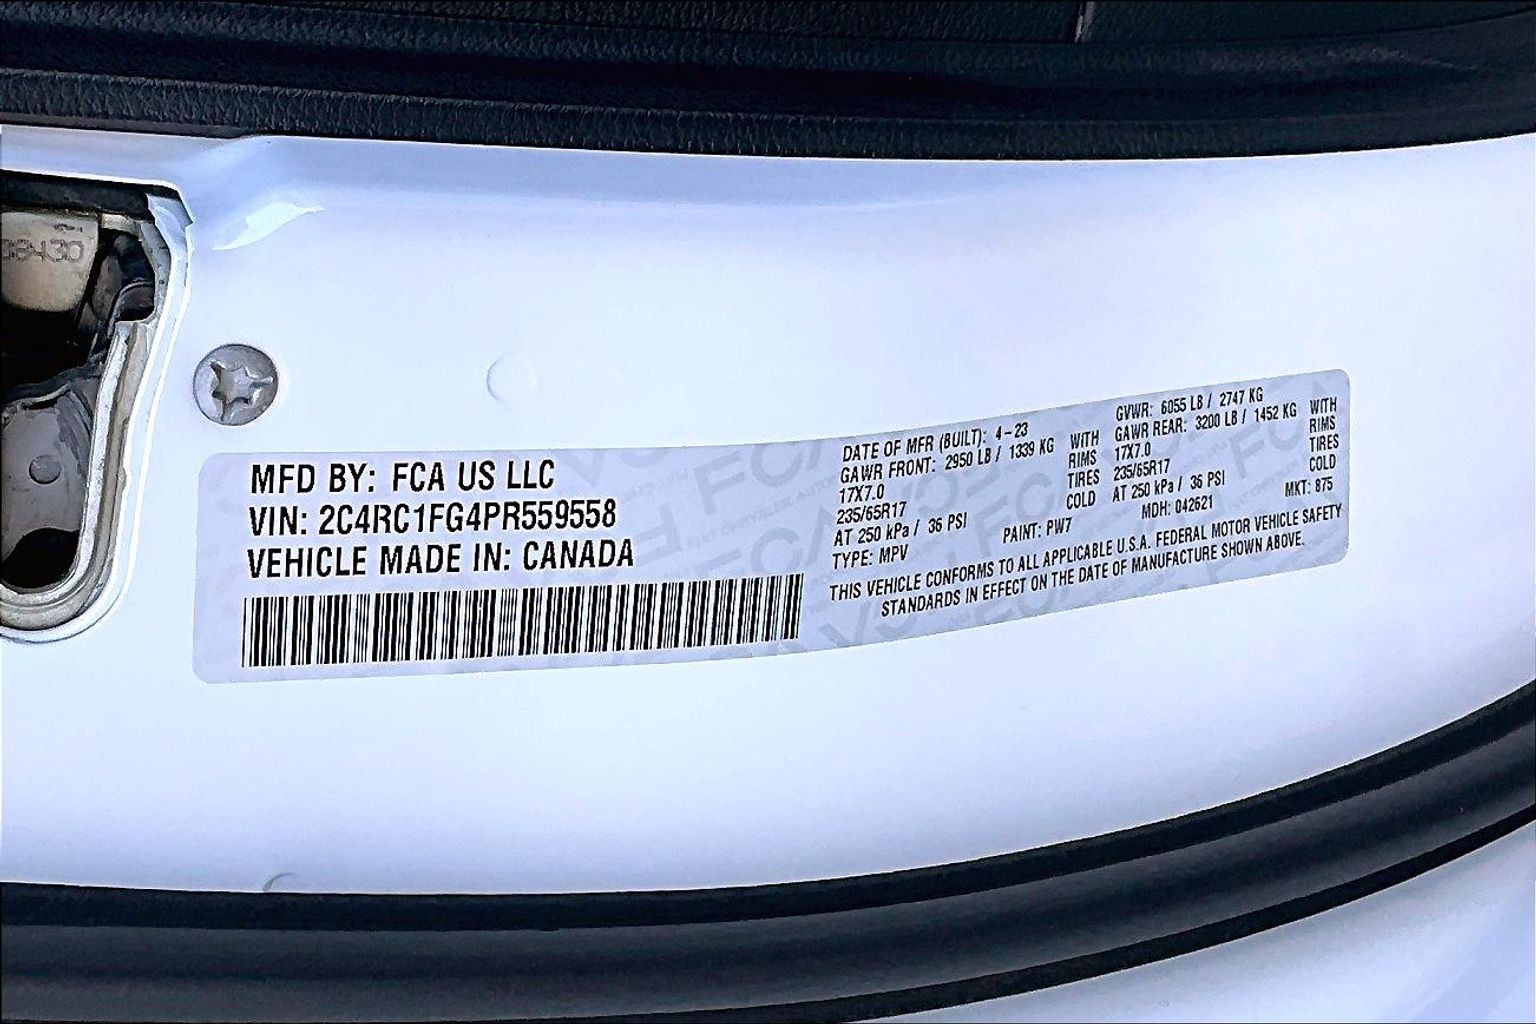 38430
MFD BY: FCA US LLC
VIN: 2C4RC1FG4PR559558
VEHICLE MADE IN: CANADA
DATE OF MFR (BUILT): 4-23
GAWR FRONT: 2950 LB / 1339 KG WITH
17X7.0 RIMS
235/65R17 TIRES
AT 250 kPa / 36 PSI COLD
TYPE: MPV
PAINT: PW7
GVWR: 6055 LB / 2747 KG
GAWR REAR: 3200 LB / 1452 KG WITH
17X7.0 RIMS
235/65R17 TIRES
AT 250 kPa / 36 PSI COLD
MDH: 042621 MKT: 875
THIS VEHICLE CONFORMS TO ALL APPLICABLE U.S.A. FEDERAL MOTOR VEHICLE SAFETY
STANDARDS IN EFFECT ON THE DATE OF MANUFACTURE SHOWN ABOVE.